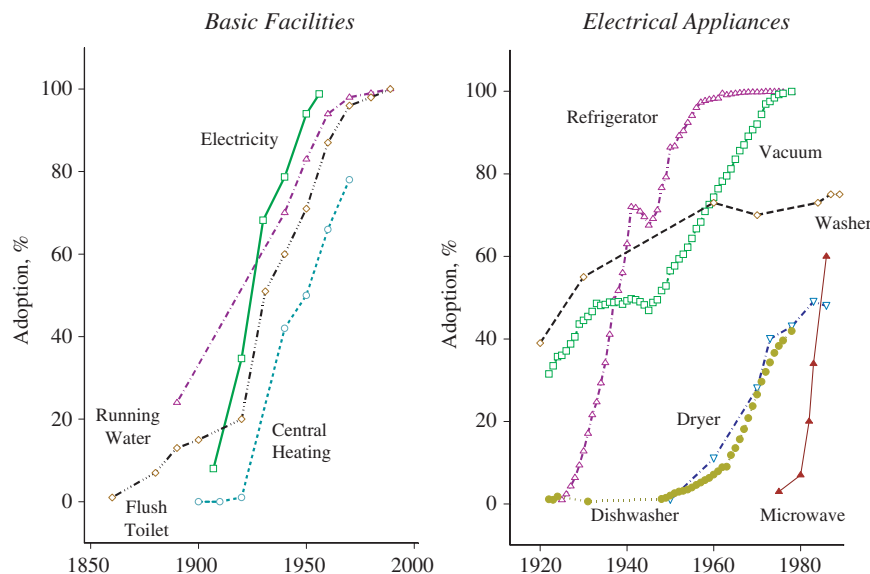 Basic Facilities
Adoption, %
100
80
60
40
20
0
1850
1900
1950
2000
Electricity
Running
Water
Flush
Toilet
Central
Heating
Electrical Appliances
Adoption, %
100
80
60
40
20
0
1920
1940
1960
1980
Refrigerator
Vacuum
Washer
Dryer
Dishwasher
Microwave